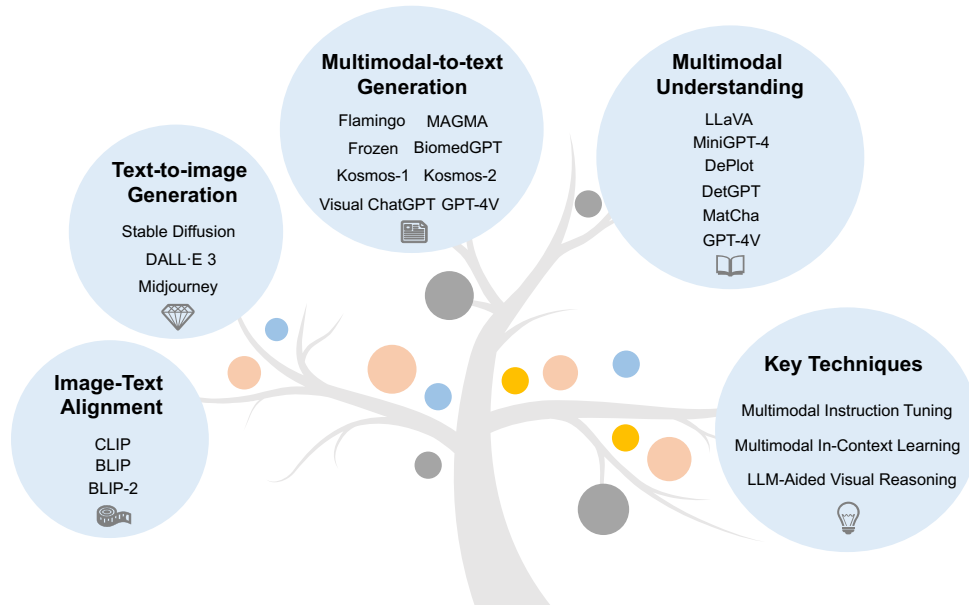 Multimodal-to-text
Generation
Flamingo MAGMA
Frozen BiomedGPT
Kosmos-1 Kosmos-2
Visual ChatGPT GPT-4V
Multimodal
Understanding
LLaVA
MiniGPT-4
DePlot
DetGPT
MatCha
GPT-4V
Text-to-image
Generation
Stable Diffusion
DALL·E 3
Midjourney
Image-Text
Alignment
CLIP
BLIP
BLIP-2
Key Techniques
Multimodal Instruction Tuning
Multimodal In-Context Learning
LLM-Aided Visual Reasoning